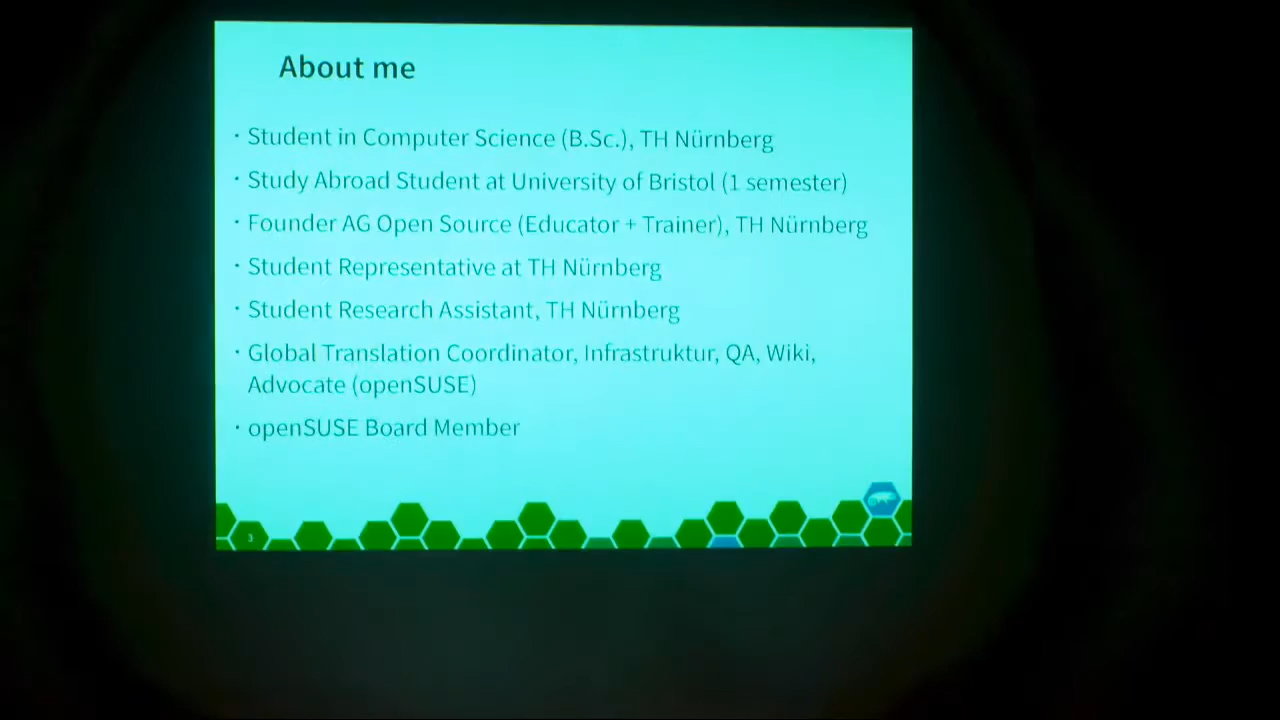 About me
· Student in Computer Science (B.Sc.), TH Nürnberg
· Study Abroad Student at University of Bristol (1 semester)
· Founder AG Open Source (Educator + Trainer), TH Nürnberg
· Student Representative at TH Nürnberg
· Student Research Assistant, TH Nürnberg
· Global Translation Coordinator, Infrastruktur, QA, Wiki,
Advocate (openSUSE)
· openSUSE Board Member
3